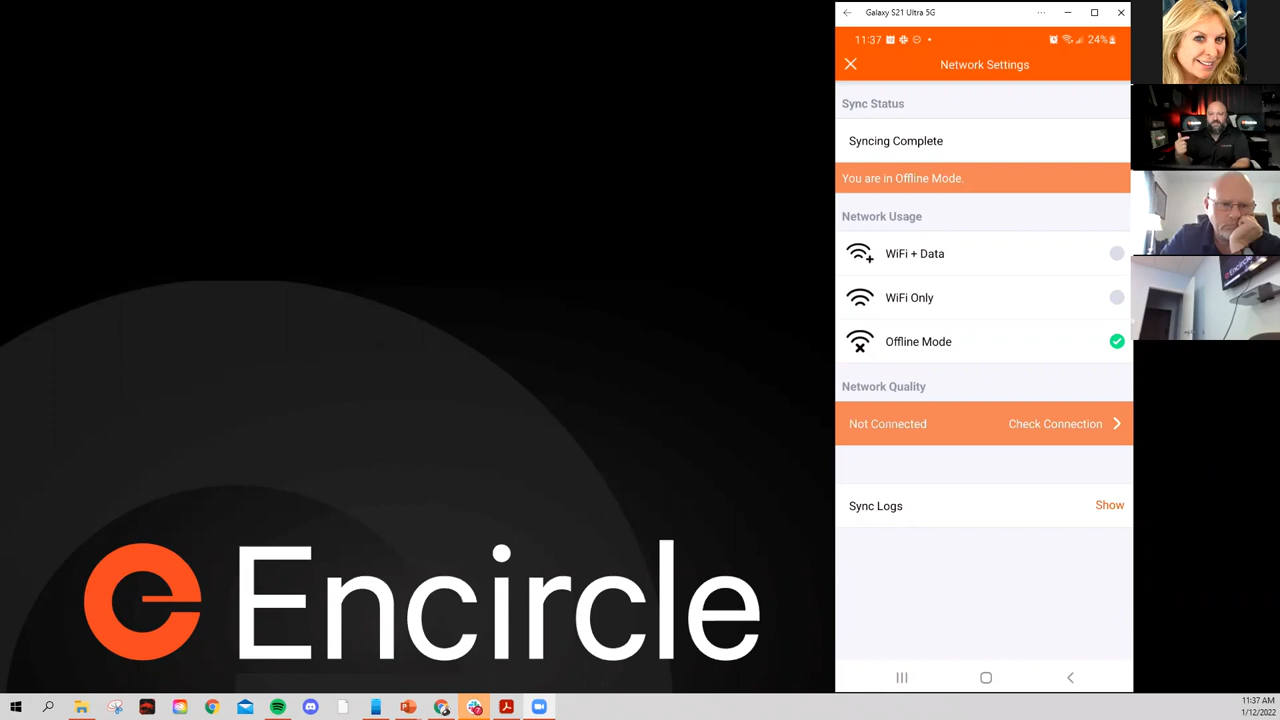 Galaxy S21 Ultra 5G
11:37
24%
Network Settings
Sync Status
Syncing Complete
You are in Offline Mode.
Network Usage
WiFi + Data
WiFi Only
Offline Mode
Network Quality
Not Connected Check Connection
Sync Logs Show
Encircle
11:37 AM
1/12/2022